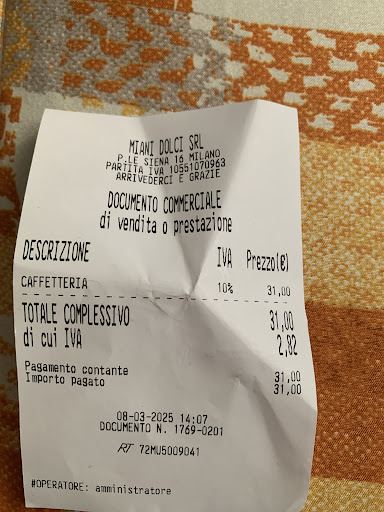 MIANI DOLCI SRL
P.LE SIENA 16 MILANO
PARTITA IVA 10551070963
ARRIVEDERCI E GRAZIE
DOCUMENTO COMMERCIALE
di vendita o prestazione
DESCRIZIONE IVA Prezzo(€)
CAFFETTERIA 10% 31,00
TOTALE COMPLESSIVO 31,00
di cui IVA 2,82
Pagamento contante 31,00
Importo pagato 31,00
08-03-2025 14:07
DOCUMENTO N. 1769-0201
RT 72MU5009041
#OPERATORE: amministratore